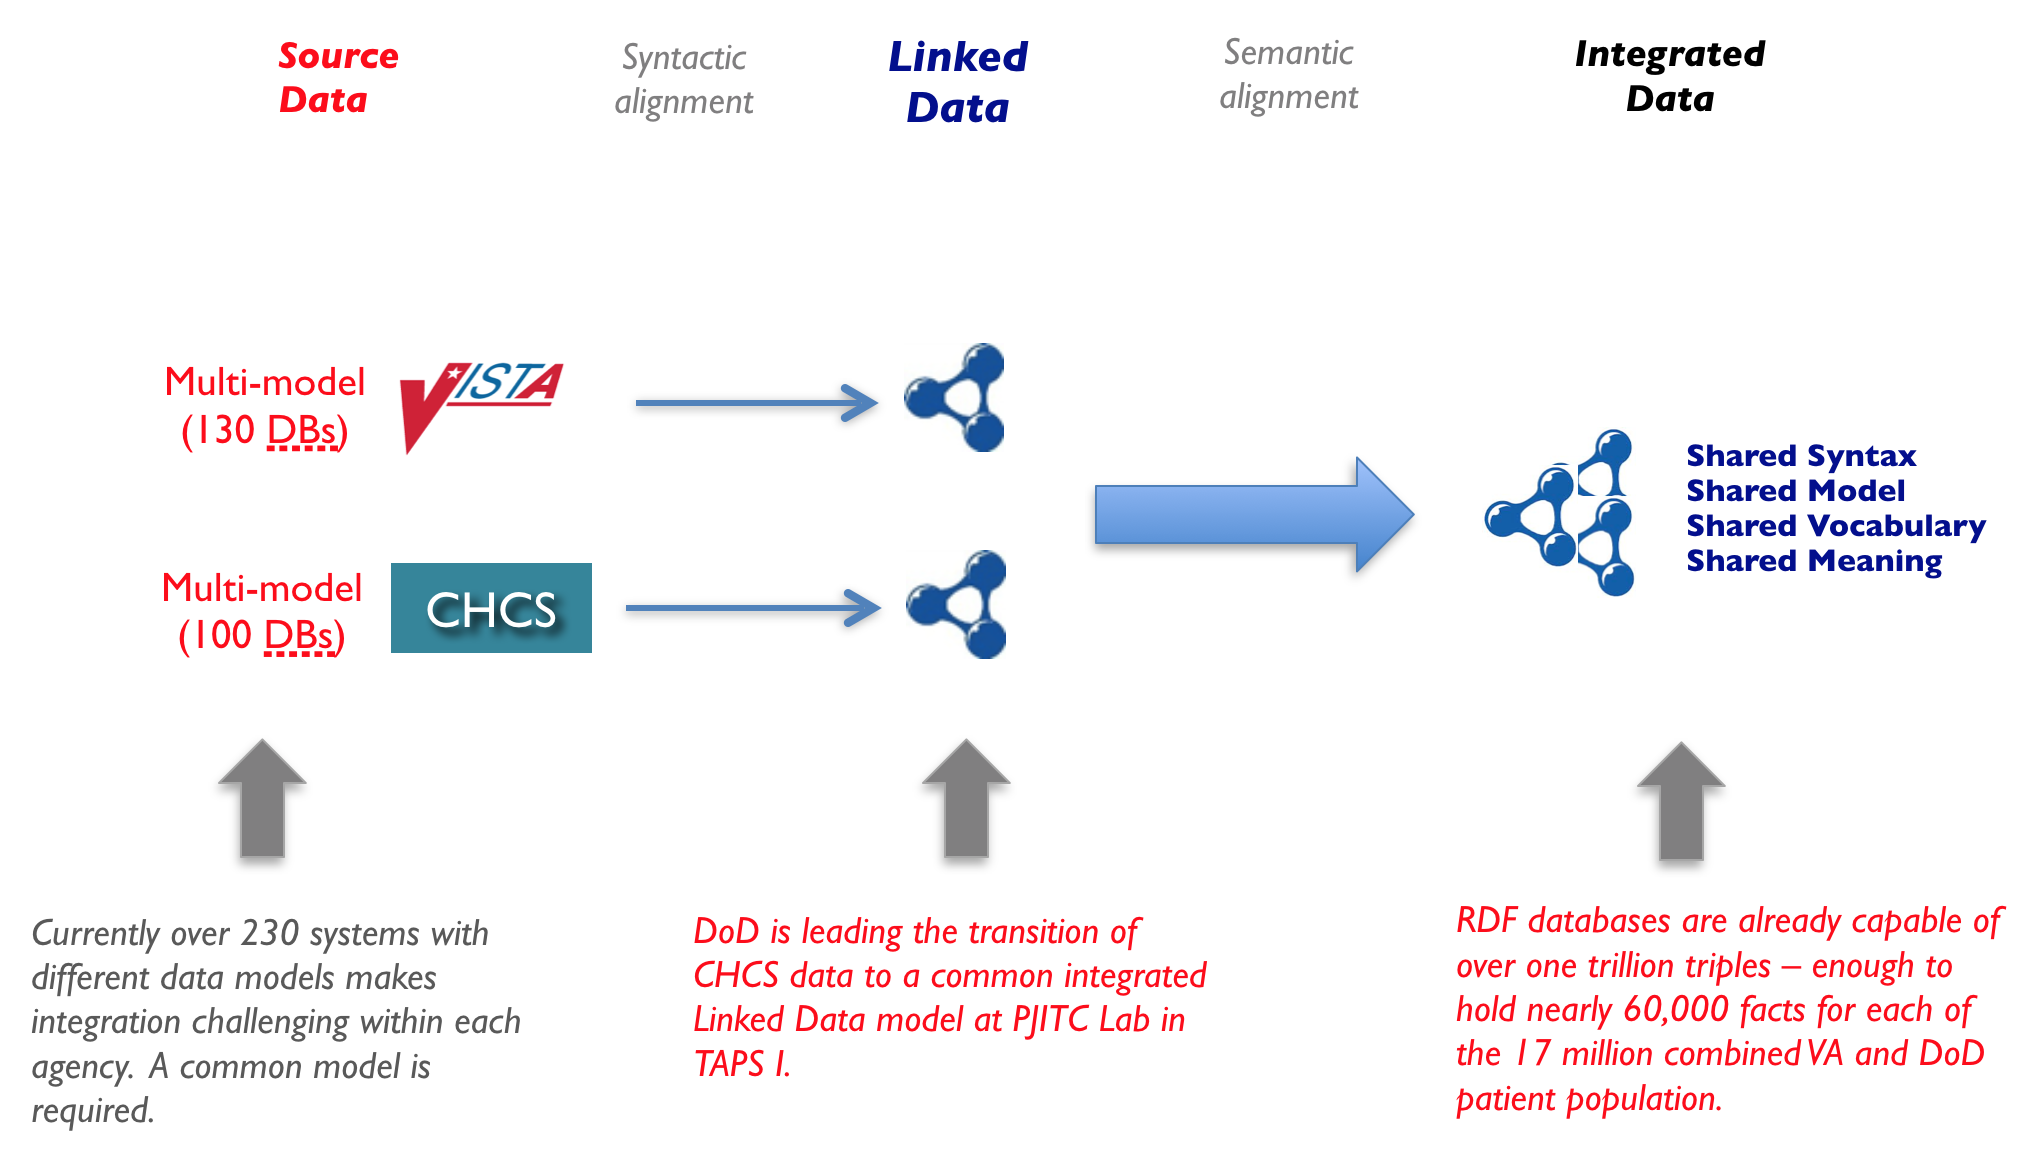 Source
Data
Syntactic
alignment
Linked
Data
Semantic
alignment
Integrated
Data
Multi-model
(130 DBs)
VISTA
Multi-model
(100 DBs)
CHCS
Shared Syntax
Shared Model
Shared Vocabulary
Shared Meaning
Currently over 230 systems with
different data models makes
integration challenging within each
agency. A common model is
required.
DoD is leading the transition of
CHCS data to a common integrated
Linked Data model at PJITC Lab in
TAPS I.
RDF databases are already capable of
over one trillion triples – enough to
hold nearly 60,000 facts for each of
the 17 million combined VA and DoD
patient population.